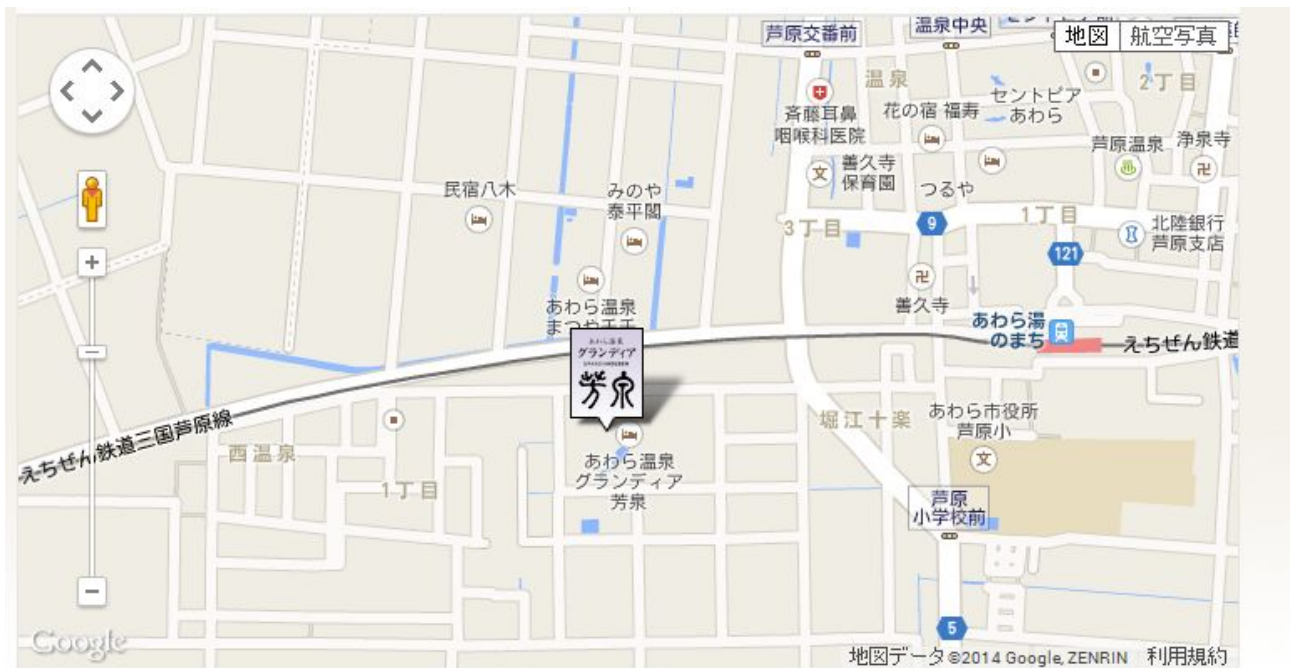 芦原交番前
温泉中央
地図
航空写真
温泉
2丁目
セントピア
あわら
斉藤耳鼻
咽喉科医院
花の宿 福寿
芦原温泉
浄泉寺
善久寺
保育園
民宿八木
みのや
泰平閣
つるや
3丁目
9
1丁目
北陸銀行
芦原支店
121
善久寺
あわら温泉
まつや千千
あわら湯
のまち
えちぜん鉄道
あわら温泉
グランディア
芳泉
えちぜん鉄道三国芦原線
西温泉
1丁目
堀江十楽
あわら市役所
芦原小
あわら温泉
グランディア
芳泉
芦原
小学校前
5
Google
地図データ ©2014 Google, ZENRIN
利用規約